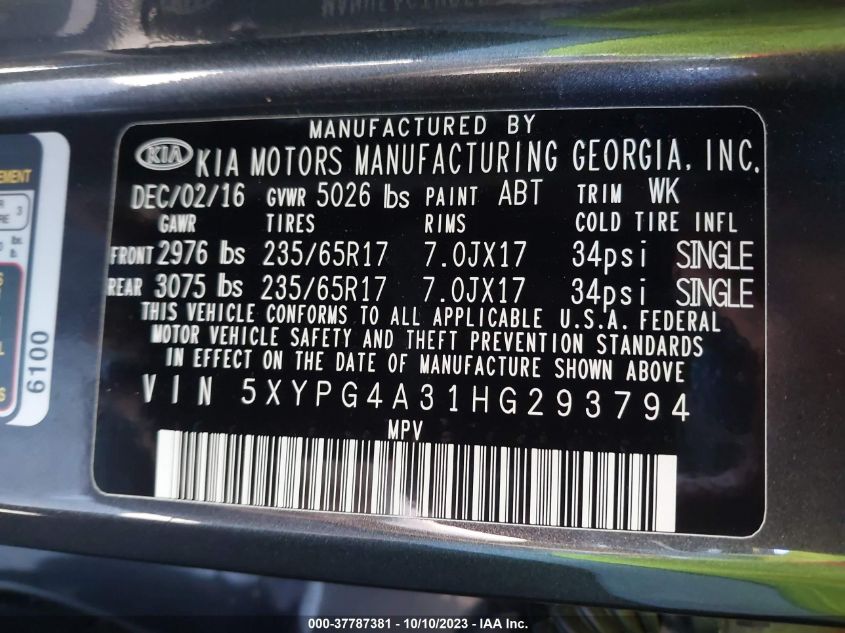 MANUFACTURED BY
KIA KIA MOTORS MANUFACTURING GEORGIA, INC.
DEC/02/16 GVWR 5026 lbs PAINT ABT TRIM WK
GAWR TIRES RIMS COLD TIRE INFL
FRONT 2976 lbs 235/65R17 7.0JX17 34psi SINGLE
REAR 3075 lbs 235/65R17 7.0JX17 34psi SINGLE
THIS VEHICLE CONFORMS TO ALL APPLICABLE U.S.A. FEDERAL
MOTOR VEHICLE SAFETY AND THEFT PREVENTION STANDARDS
IN EFFECT ON THE DATE OF MANUFACTURE SHOWN ABOVE
VIN 5XYPG4A31HG293794
MPV
6100
000-37787381 - 10/10/2023 - IAA Inc.